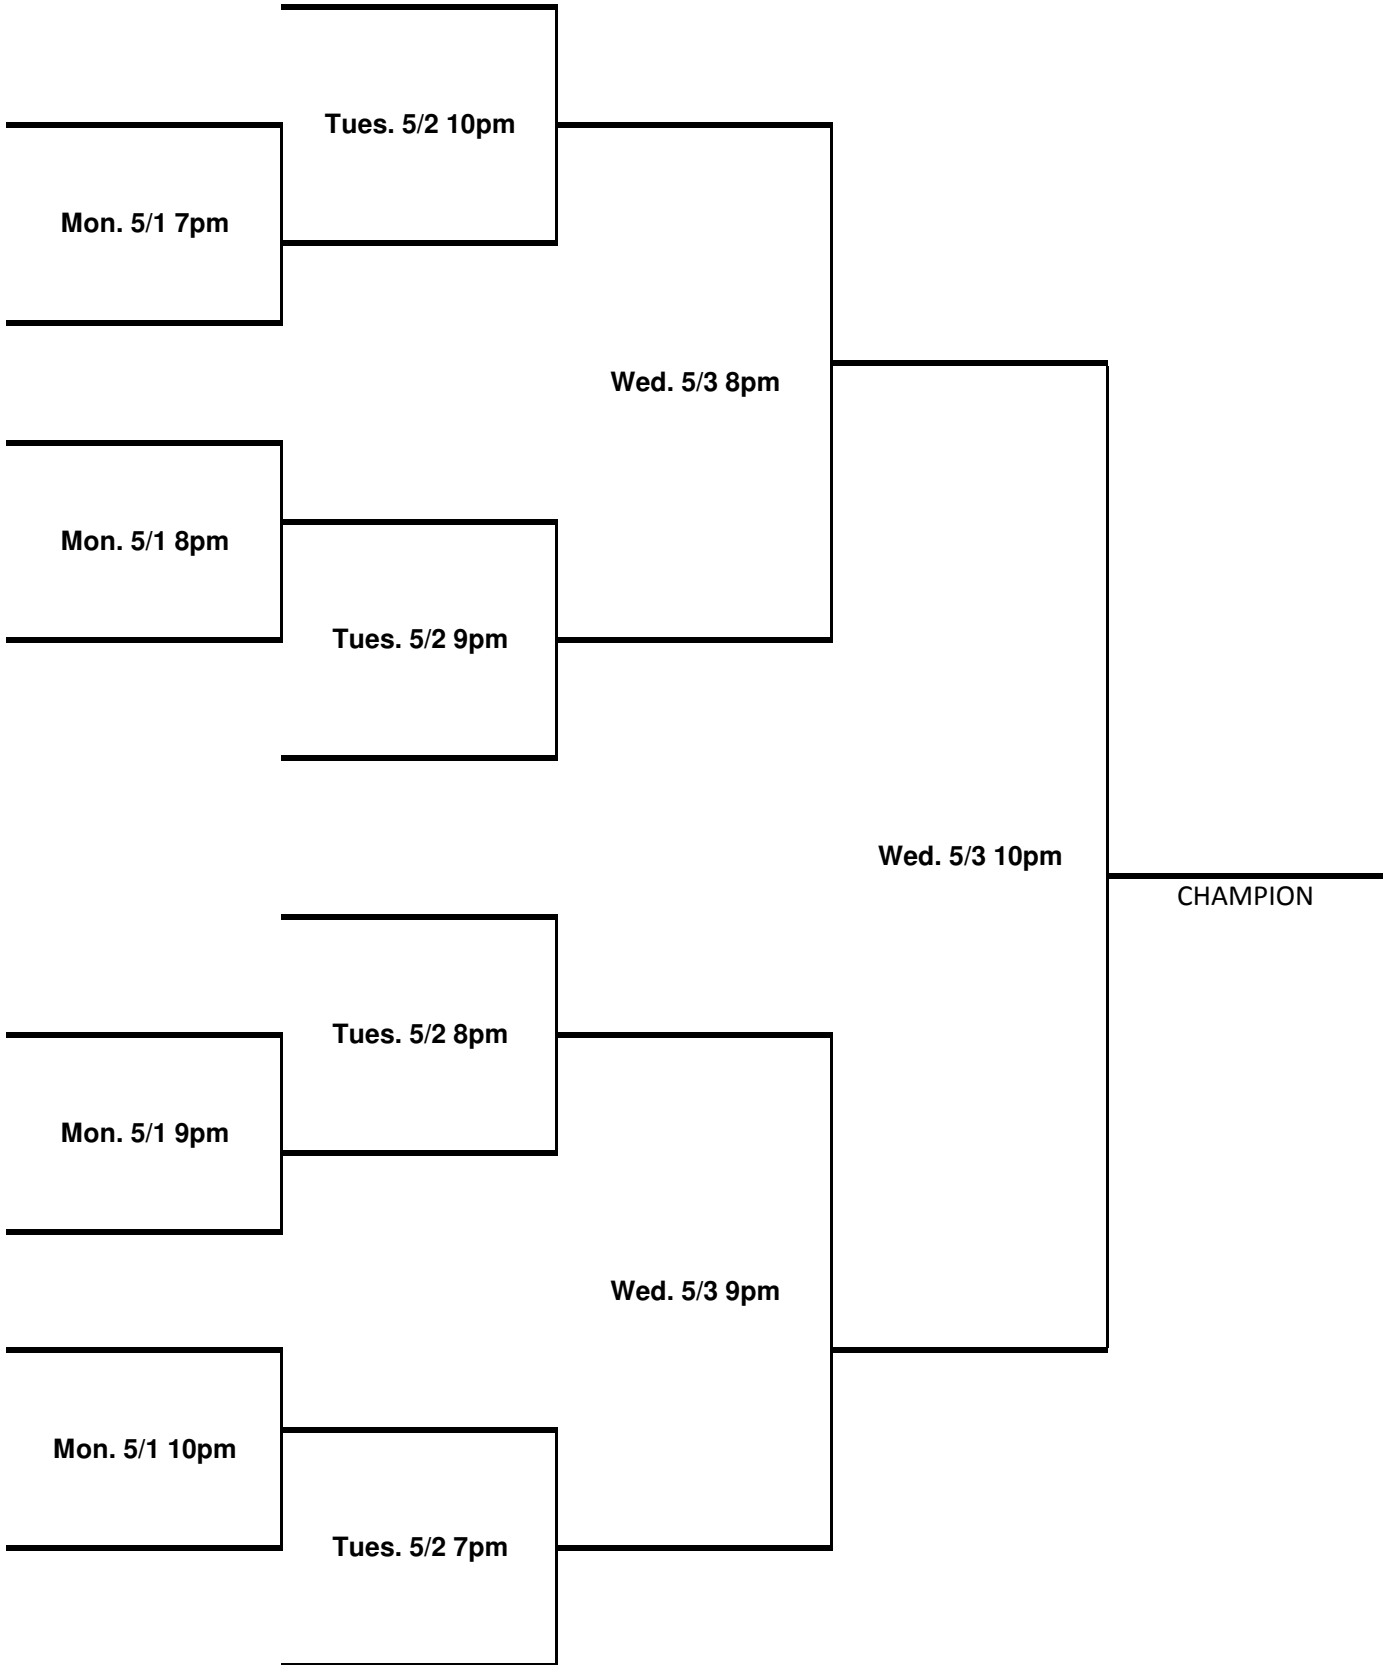 Tues. 5/2 10pm
Mon. 5/1 7pm
Wed. 5/3 8pm
Mon. 5/1 8pm
Tues. 5/2 9pm
Wed. 5/3 10pm
CHAMPION
Tues. 5/2 8pm
Mon. 5/1 9pm
Wed. 5/3 9pm
Mon. 5/1 10pm
Tues. 5/2 7pm